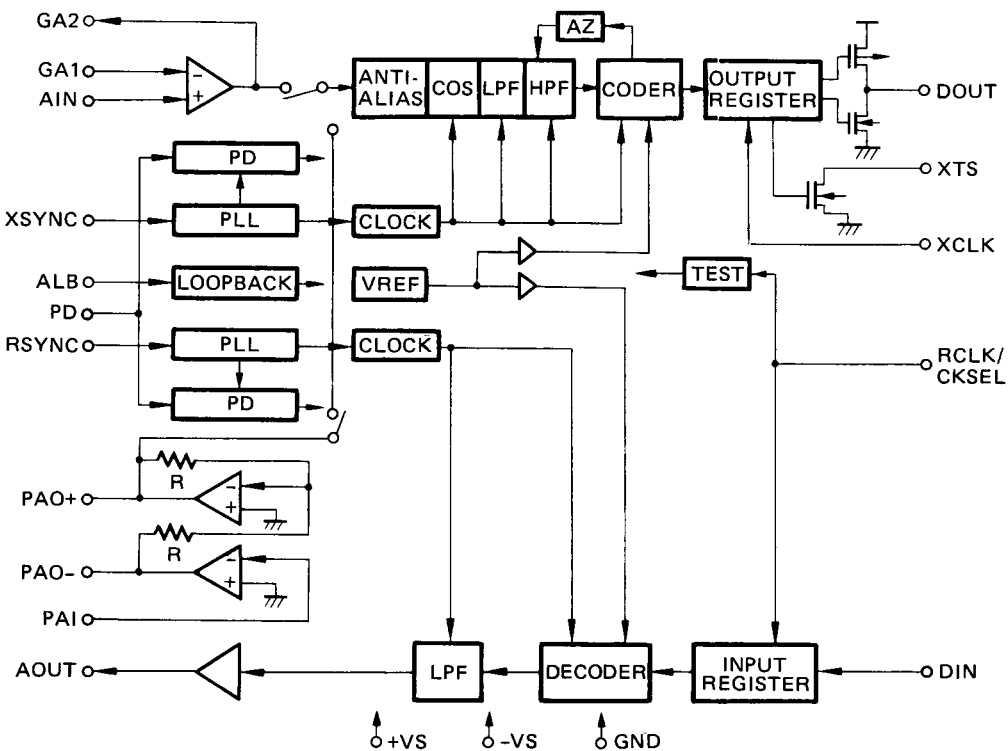 GA2
AZ
GA1
AIN
-
+
ANTI-
ALIAS
COS
LPF
HPF
CODER
OUTPUT
REGISTER
DOUT
PD
XTS
XSYNC
PLL
CLOCK
XCLK
ALB
LOOPBACK
VREF
TEST
PD
RSYNC
PLL
CLOCK
RCLK/
CKSEL
PD
R
PAO+
-
+
R
PAO-
-
+
PAI
AOUT
LPF
DECODER
INPUT
REGISTER
DIN
+VS
-VS
GND